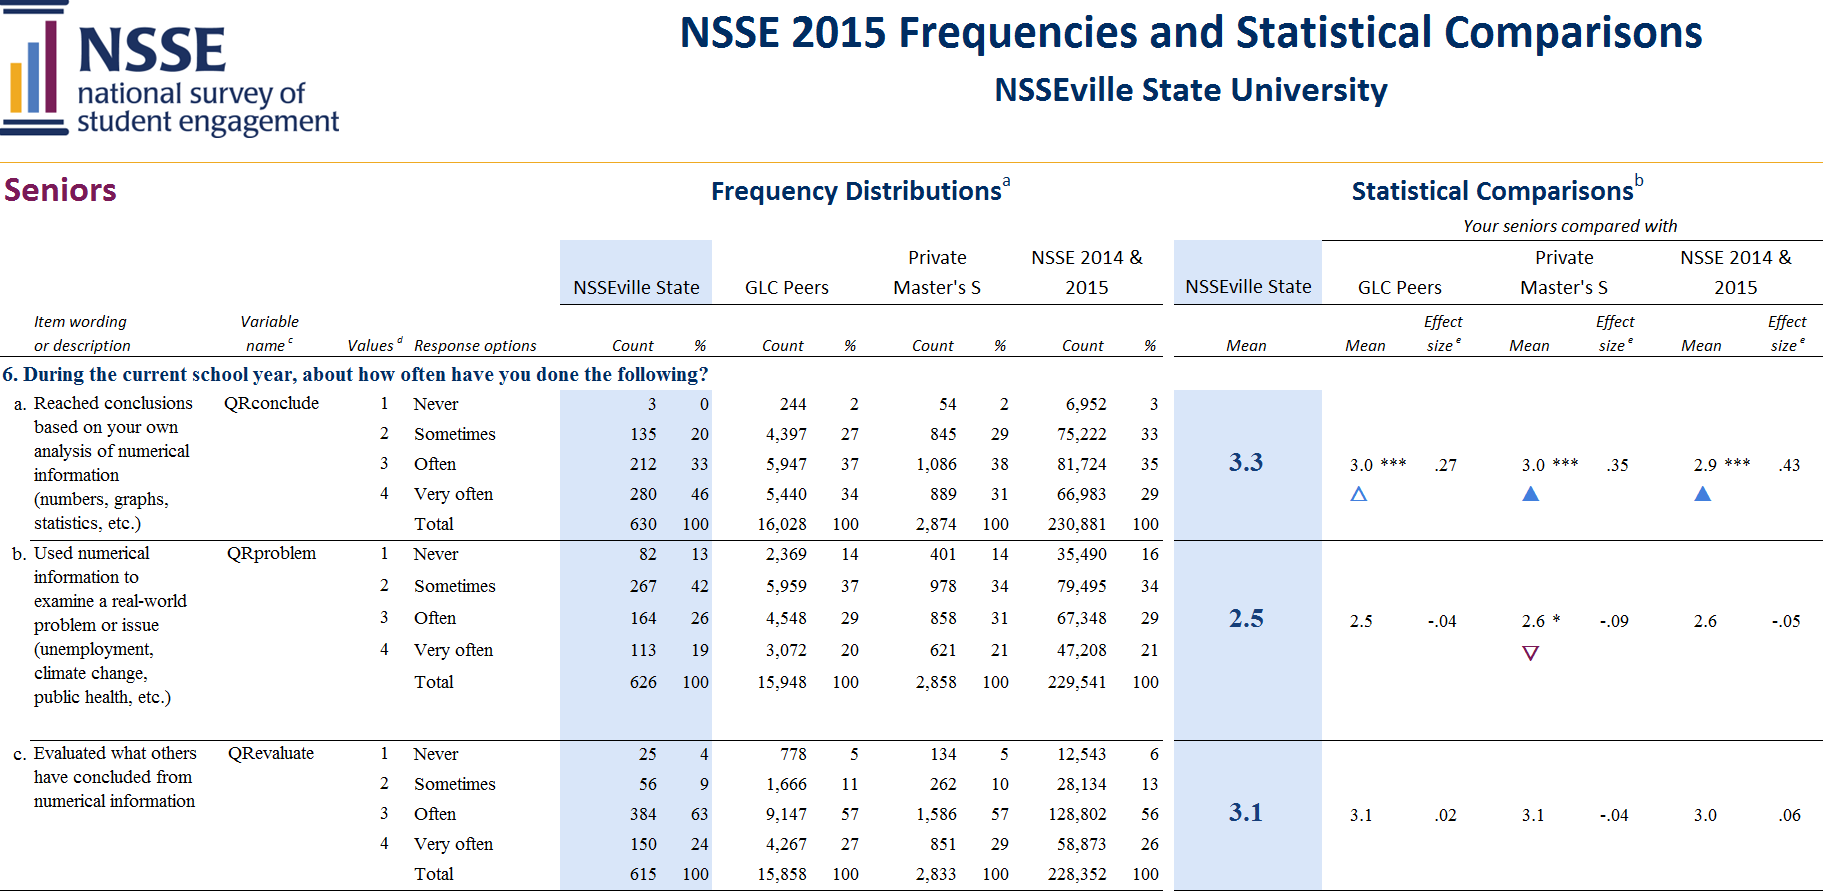 NSSE
national survey of
student engagement
NSSE 2015 Frequencies and Statistical Comparisons
NSSEville State University
Seniors
Frequency Distributions a
Statistical Comparisons b
Your seniors compared with
NSSEville State
GLC Peers
Private
Master's S
NSSE 2014 &
2015
NSSEville State
GLC Peers
Private
Master's S
NSSE 2014 &
2015
Item wording
or description
Variable
name c
Values d Response options
Count % Count % Count % Count %
Mean
Mean Effect
size e
Mean Effect
size e
Mean Effect
size e
6. During the current school year, about how often have you done the following?
a. Reached conclusions
based on your own
analysis of numerical
information
(numbers, graphs,
statistics, etc.)
QRconclude
1 Never 3 0 244 2 54 2 6,952 3
2 Sometimes 135 20 4,397 27 845 29 75,222 33
3 Often 212 33 5,947 37 1,086 38 81,724 35
4 Very often 280 46 5,440 34 889 31 66,983 29
Total 630 100 16,028 100 2,874 100 230,881 100
3.3 3.0 *** .27 3.0 *** .35 2.9 *** .43
b. Used numerical
information to
examine a real-world
problem or issue
(unemployment,
climate change,
public health, etc.)
QRproblem
1 Never 82 13 2,369 14 401 14 35,490 16
2 Sometimes 267 42 5,959 37 978 34 79,495 34
3 Often 164 26 4,548 29 858 31 67,348 29
4 Very often 113 19 3,072 20 621 21 47,208 21
Total 626 100 15,948 100 2,858 100 229,541 100
2.5 2.5 -.04 2.6 * -.09 2.6 -.05
c. Evaluated what others
have concluded from
numerical information
QRevaluate
1 Never 25 4 778 5 134 5 12,543 6
2 Sometimes 56 9 1,666 11 262 10 28,134 13
3 Often 384 63 9,147 57 1,586 57 128,802 56
4 Very often 150 24 4,267 27 851 29 58,873 26
Total 615 100 15,858 100 2,833 100 228,352 100
3.1 3.1 .02 3.1 -.04 3.0 .06